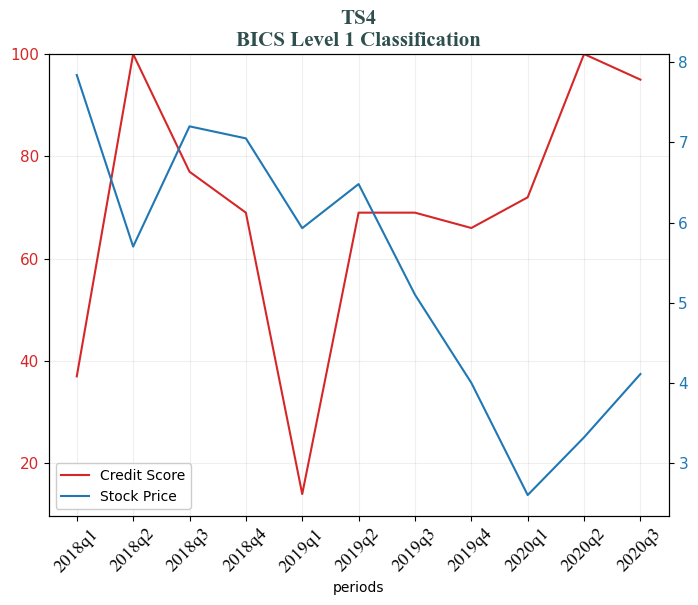 TS4
BICS Level 1 Classification
100
80
60
40
20
8
7
6
5
4
3
Credit Score
Stock Price
2018q1
2018q2
2018q3
2018q4
2019q1
2019q2
2019q3
2019q4
2020q1
2020q2
2020q3
periods